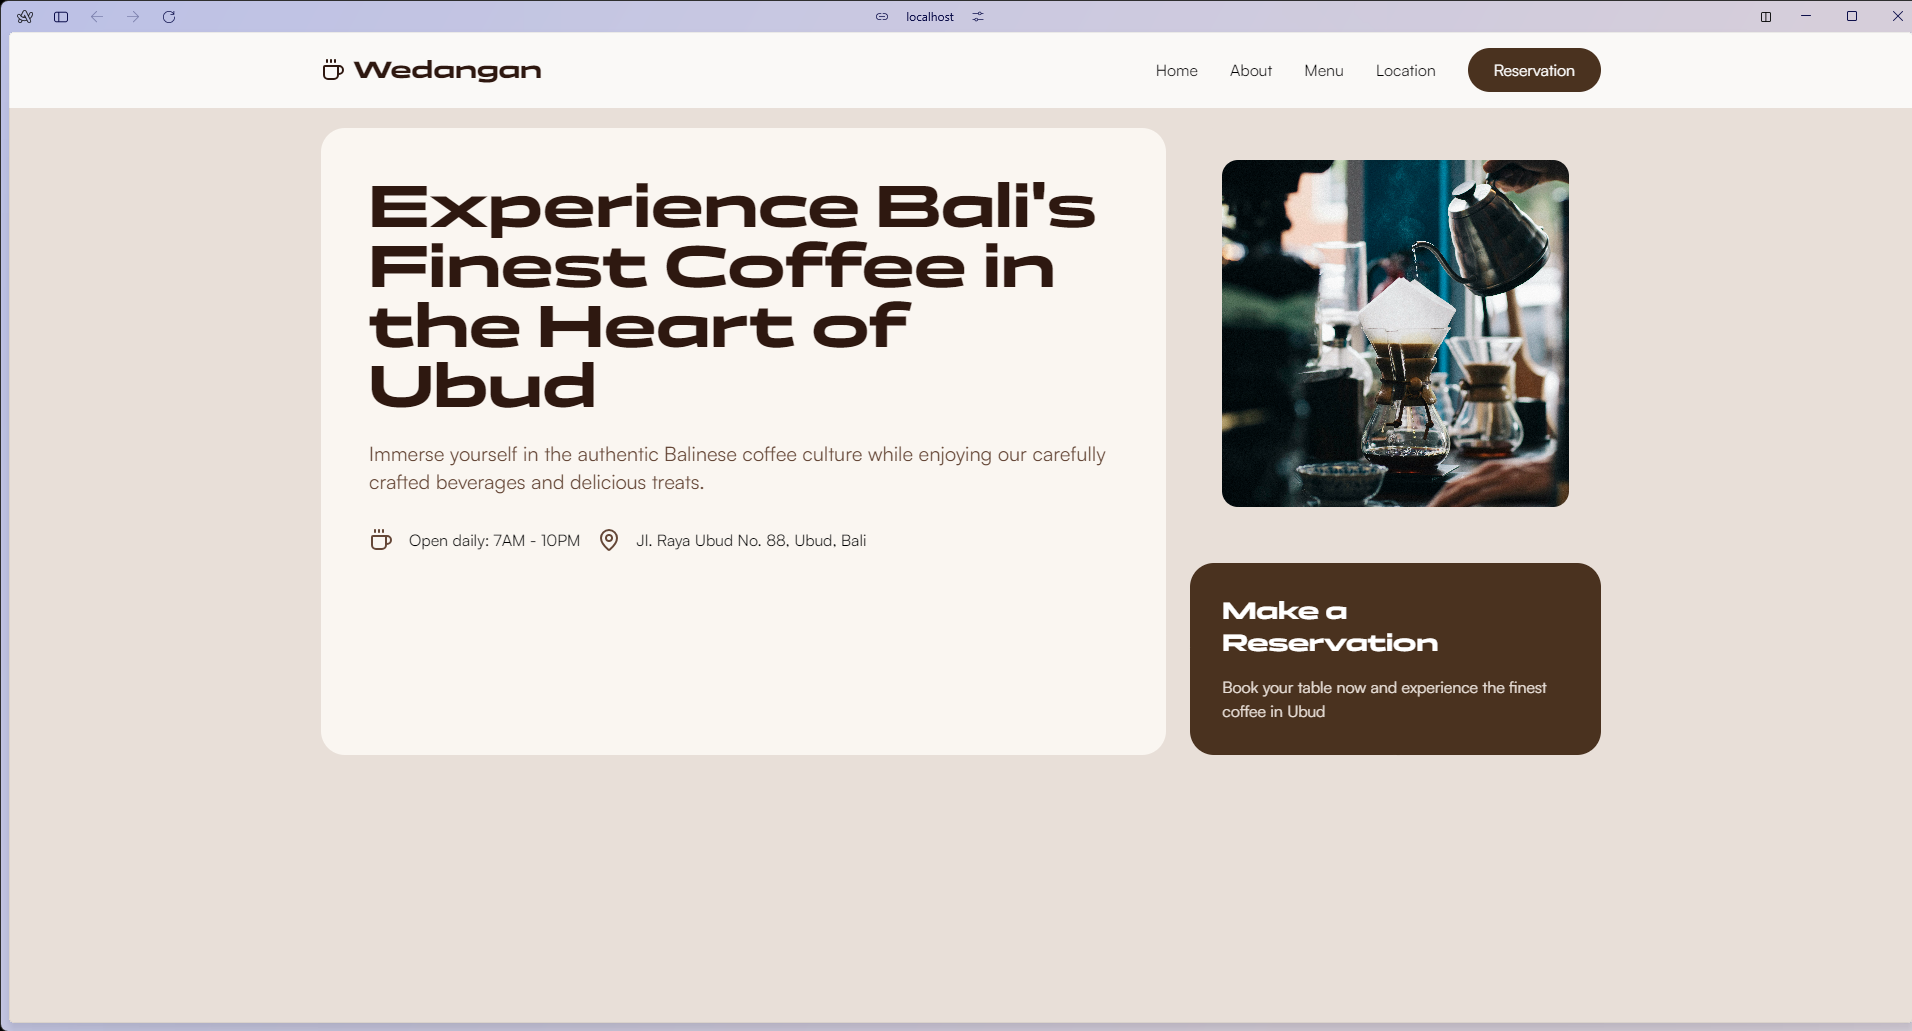 localhost
Wedangan
Home About Menu Location Reservation
Experience Bali's
Finest Coffee in
the Heart of
Ubud
Immerse yourself in the authentic Balinese coffee culture while enjoying our carefully
crafted beverages and delicious treats.
Open daily: 7AM - 10PM Jl. Raya Ubud No. 88, Ubud, Bali
Make a
Reservation
Book your table now and experience the finest
coffee in Ubud